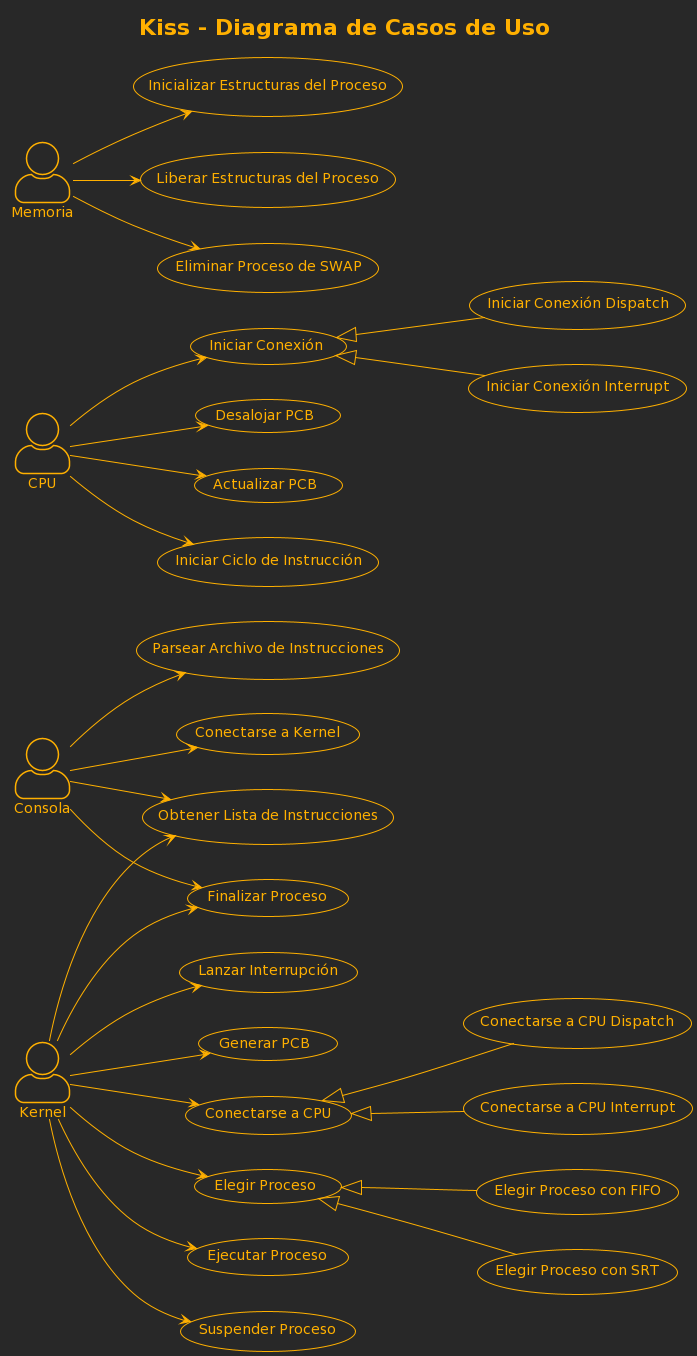 Kiss - Diagrama de Casos de Uso
Inicializar Estructuras del Proceso
Liberar Estructuras del Proceso
Memoria
Eliminar Proceso de SWAP
Iniciar Conexión Dispatch
Iniciar Conexión
Iniciar Conexión Interrupt
Desalojar PCB
CPU
Actualizar PCB
Iniciar Ciclo de Instrucción
Parsear Archivo de Instrucciones
Conectarse a Kernel
Consola
Obtener Lista de Instrucciones
Finalizar Proceso
Lanzar Interrupción
Conectarse a CPU Dispatch
Generar PCB
Kernel
Conectarse a CPU
Conectarse a CPU Interrupt
Elegir Proceso
Elegir Proceso con FIFO
Ejecutar Proceso
Elegir Proceso con SRT
Suspender Proceso